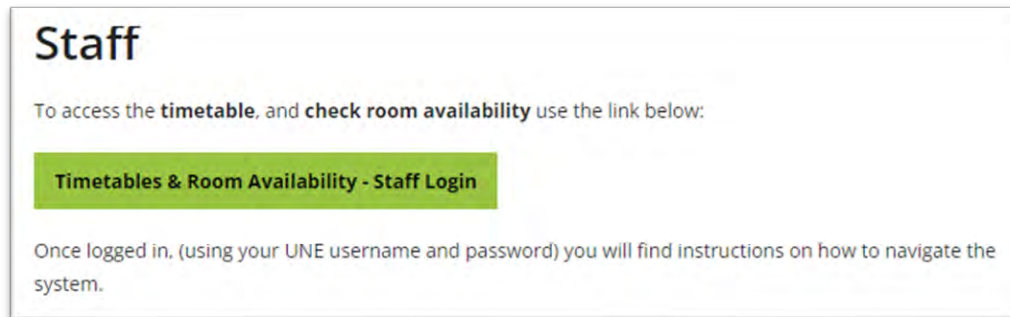 Staff
To access the timetable, and check room availability use the link below:
Timetables & Room Availability - Staff Login
Once logged in, (using your UNE username and password) you will find instructions on how to navigate the
system.